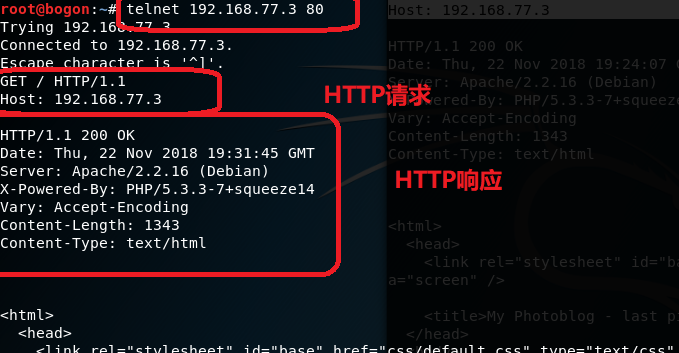 root@bogon:~# telnet 192.168.77.3 80
Trying 192.168.77.3...
Connected to 192.168.77.3.
Escape character is '^]'.
GET / HTTP/1.1
Host: 192.168.77.3
HTTP请求
HTTP/1.1 200 OK
Date: Thu, 22 Nov 2018 19:31:45 GMT
Server: Apache/2.2.16 (Debian)
X-Powered-By: PHP/5.3.3-7+squeeze14
Vary: Accept-Encoding
Content-Length: 1343
Content-Type: text/html
HTTP响应
<html>
<head>
<link rel="stylesheet" id="base" href="css/default.css" type="text/css"
Host: 192.168.77.3
HTTP/1.1 200 OK
Date: Thu, 22 Nov 2018 19:24:07
Server: Apache/2.2.16 (Debian)
-Powered-By: PHP/5.3.3-7+squeeze
Vary: Accept-Encoding
Content-Length: 1343
Content-Type: text/html
<html>
<head>
<link rel="stylesheet" id="ba
a="screen" />
<title>My Photoblog - last pi
</head>